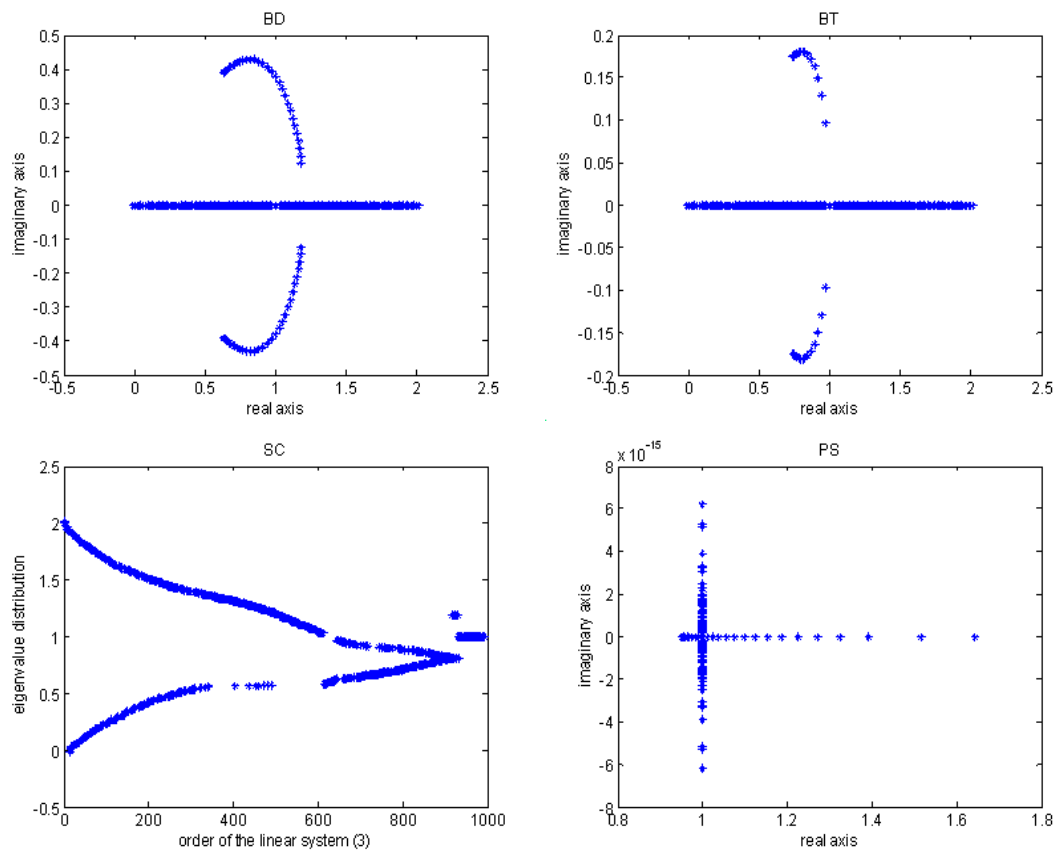 BD
0.5
0.4
0.3
0.2
0.1
0
-0.1
-0.2
-0.3
-0.4
-0.5
imaginary axis
-0.5 0 0.5 1 1.5 2 2.5
real axis
BT
0.2
0.15
0.1
0.05
0
-0.05
-0.1
-0.15
-0.2
imaginary axis
-0.5 0 0.5 1 1.5 2 2.5
real axis
SC
2.5
2
1.5
1
0.5
0
-0.5
eigenvalue distribution
0 200 400 600 800 1000
order of the linear system (3)
PS
x 10^-15
8
6
4
2
0
-2
-4
-6
-8
imaginary axis
0.8 1 1.2 1.4 1.6 1.8
real axis